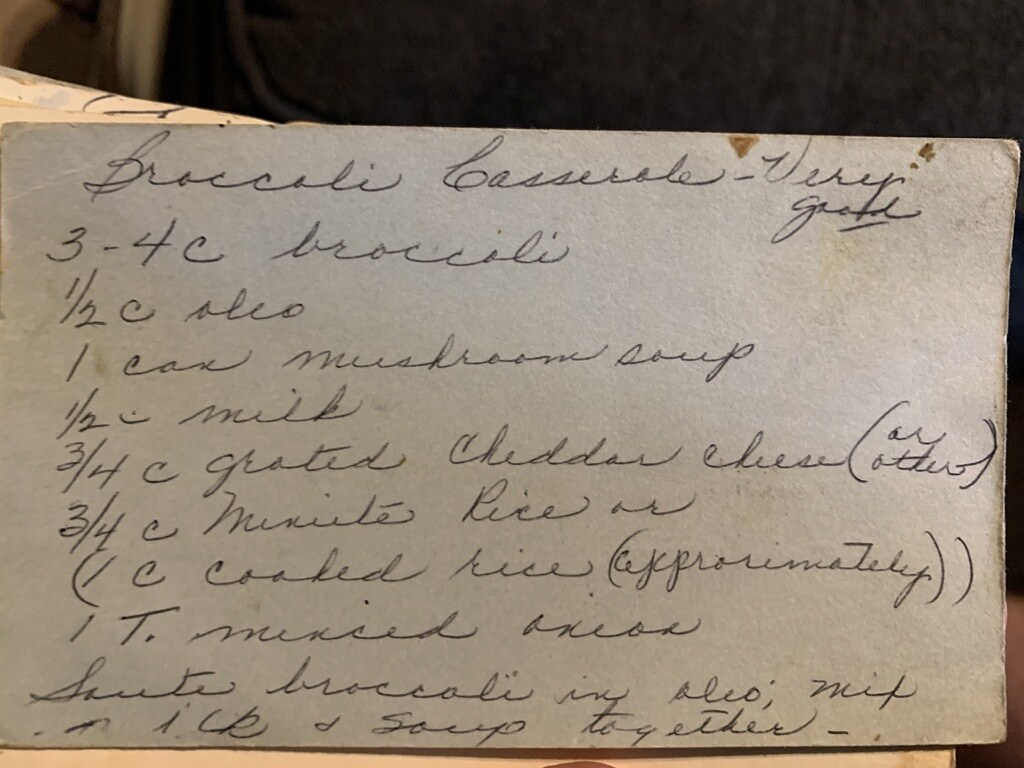 Broccoli Casserole - Very
good
3-4 c broccoli
1/2 c oleo
1 can mushroom soup
1/2 c milk
3/4 c grated Cheddar cheese (or
other)
3/4 c Minute Rice or
(1 c cooked rice (approximately))
1 T. minced onion
Saute broccoli in oleo; mix
milk & soup together -